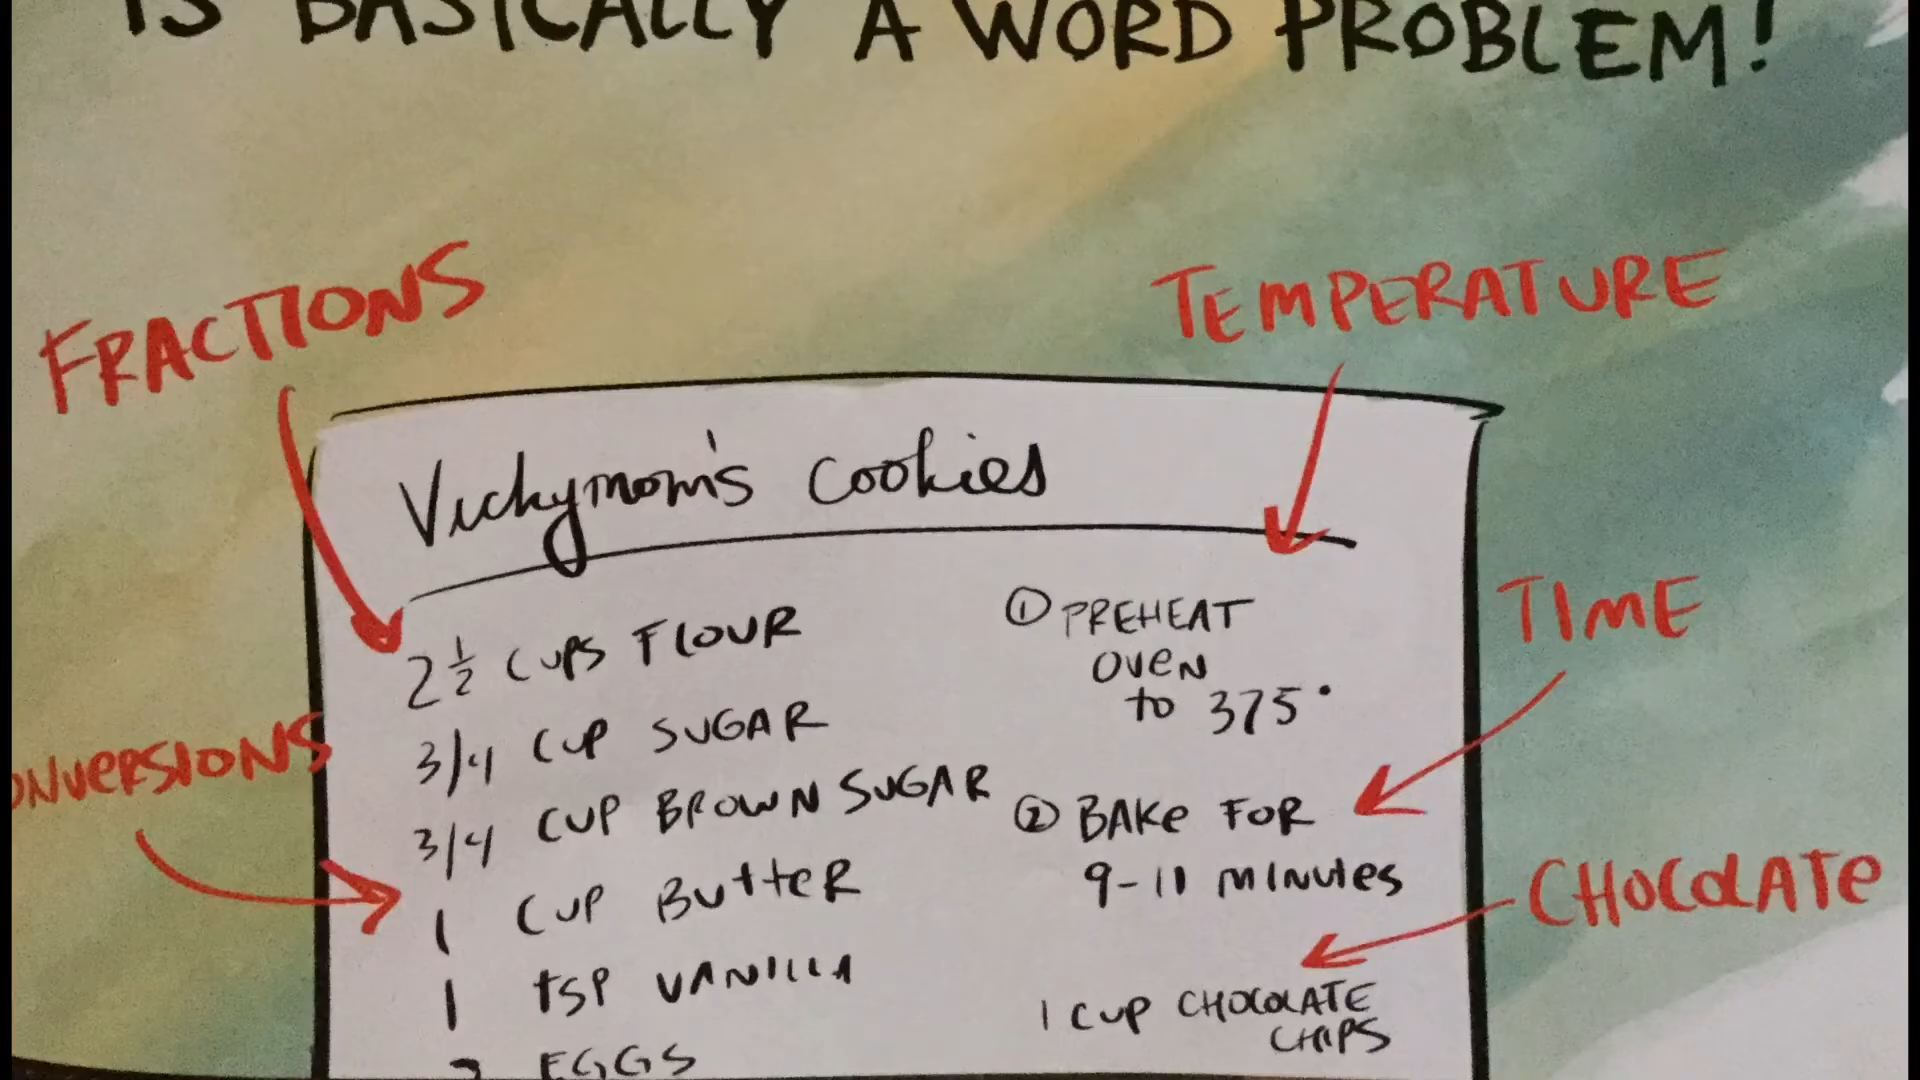 IS BASICALLY A WORD PROBLEM!
FRACTIONS
TEMPERATURE
Vickymom's cookies
2 1/2 CUPS FLOUR
3/4 CUP SUGAR
3/4 CUP BROWN SUGAR
1 CUP BUTTER
1 TSP VANILLA
EGGS
① PREHEAT
OVEN
to 375°
② BAKE FOR
9-11 MINUTES
1 CUP CHOCOLATE
CHIPS
ONVERSIONS
TIME
CHOCOLATE